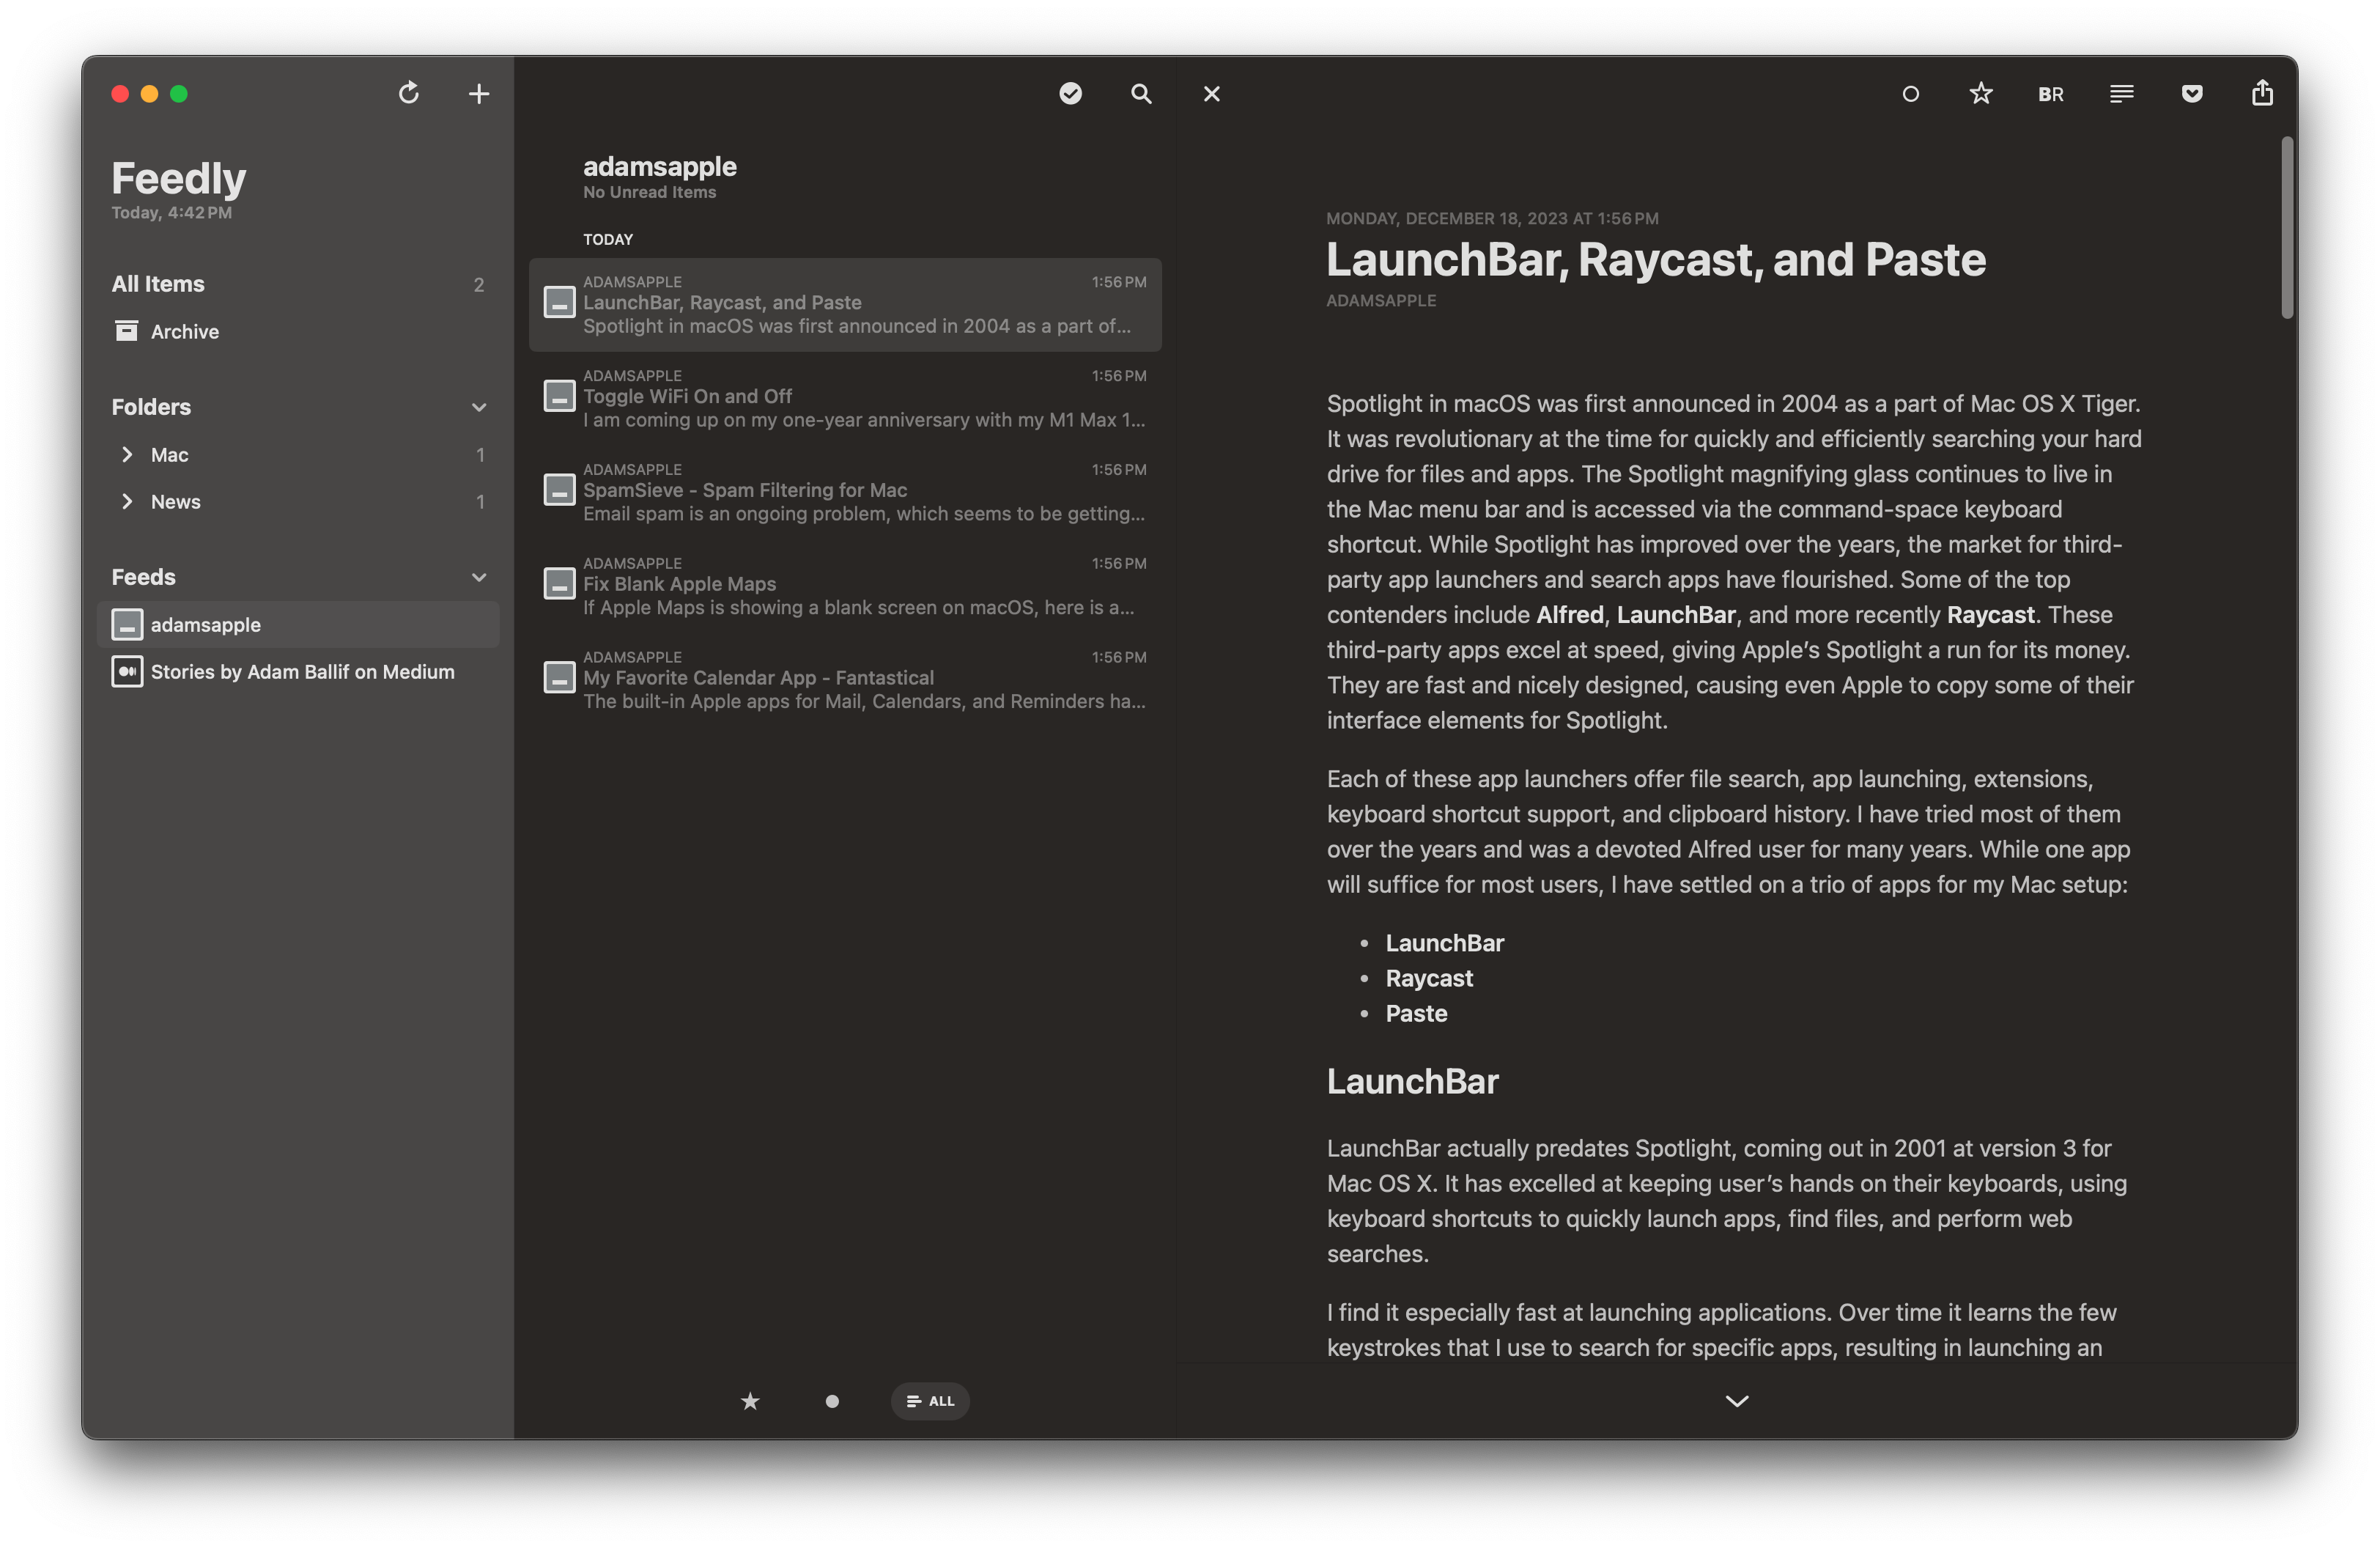 Feedly
Today, 4:42 PM
All Items 2
Archive
Folders
Mac 1
News 1
Feeds
adamsapple
Stories by Adam Ballif on Medium
adamsapple
No Unread Items
TODAY
ADAMSAPPLE 1:56 PM
LaunchBar, Raycast, and Paste
Spotlight in macOS was first announced in 2004 as a part of...
ADAMSAPPLE 1:56 PM
Toggle WiFi On and Off
I am coming up on my one-year anniversary with my M1 Max 1...
ADAMSAPPLE 1:56 PM
SpamSieve - Spam Filtering for Mac
Email spam is an ongoing problem, which seems to be getting...
ADAMSAPPLE 1:56 PM
Fix Blank Apple Maps
If Apple Maps is showing a blank screen on macOS, here is a...
ADAMSAPPLE 1:56 PM
My Favorite Calendar App - Fantastical
The built-in Apple apps for Mail, Calendars, and Reminders ha...
ALL
BR
MONDAY, DECEMBER 18, 2023 AT 1:56 PM
LaunchBar, Raycast, and Paste
ADAMSAPPLE
Spotlight in macOS was first announced in 2004 as a part of Mac OS X Tiger.
It was revolutionary at the time for quickly and efficiently searching your hard
drive for files and apps. The Spotlight magnifying glass continues to live in
the Mac menu bar and is accessed via the command-space keyboard
shortcut. While Spotlight has improved over the years, the market for third-
party app launchers and search apps have flourished. Some of the top
contenders include Alfred, LaunchBar, and more recently Raycast. These
third-party apps excel at speed, giving Apple’s Spotlight a run for its money.
They are fast and nicely designed, causing even Apple to copy some of their
interface elements for Spotlight.
Each of these app launchers offer file search, app launching, extensions,
keyboard shortcut support, and clipboard history. I have tried most of them
over the years and was a devoted Alfred user for many years. While one app
will suffice for most users, I have settled on a trio of apps for my Mac setup:
• LaunchBar
• Raycast
• Paste
LaunchBar
LaunchBar actually predates Spotlight, coming out in 2001 at version 3 for
Mac OS X. It has excelled at keeping user’s hands on their keyboards, using
keyboard shortcuts to quickly launch apps, find files, and perform web
searches.
I find it especially fast at launching applications. Over time it learns the few
keystrokes that I use to search for specific apps, resulting in launching an